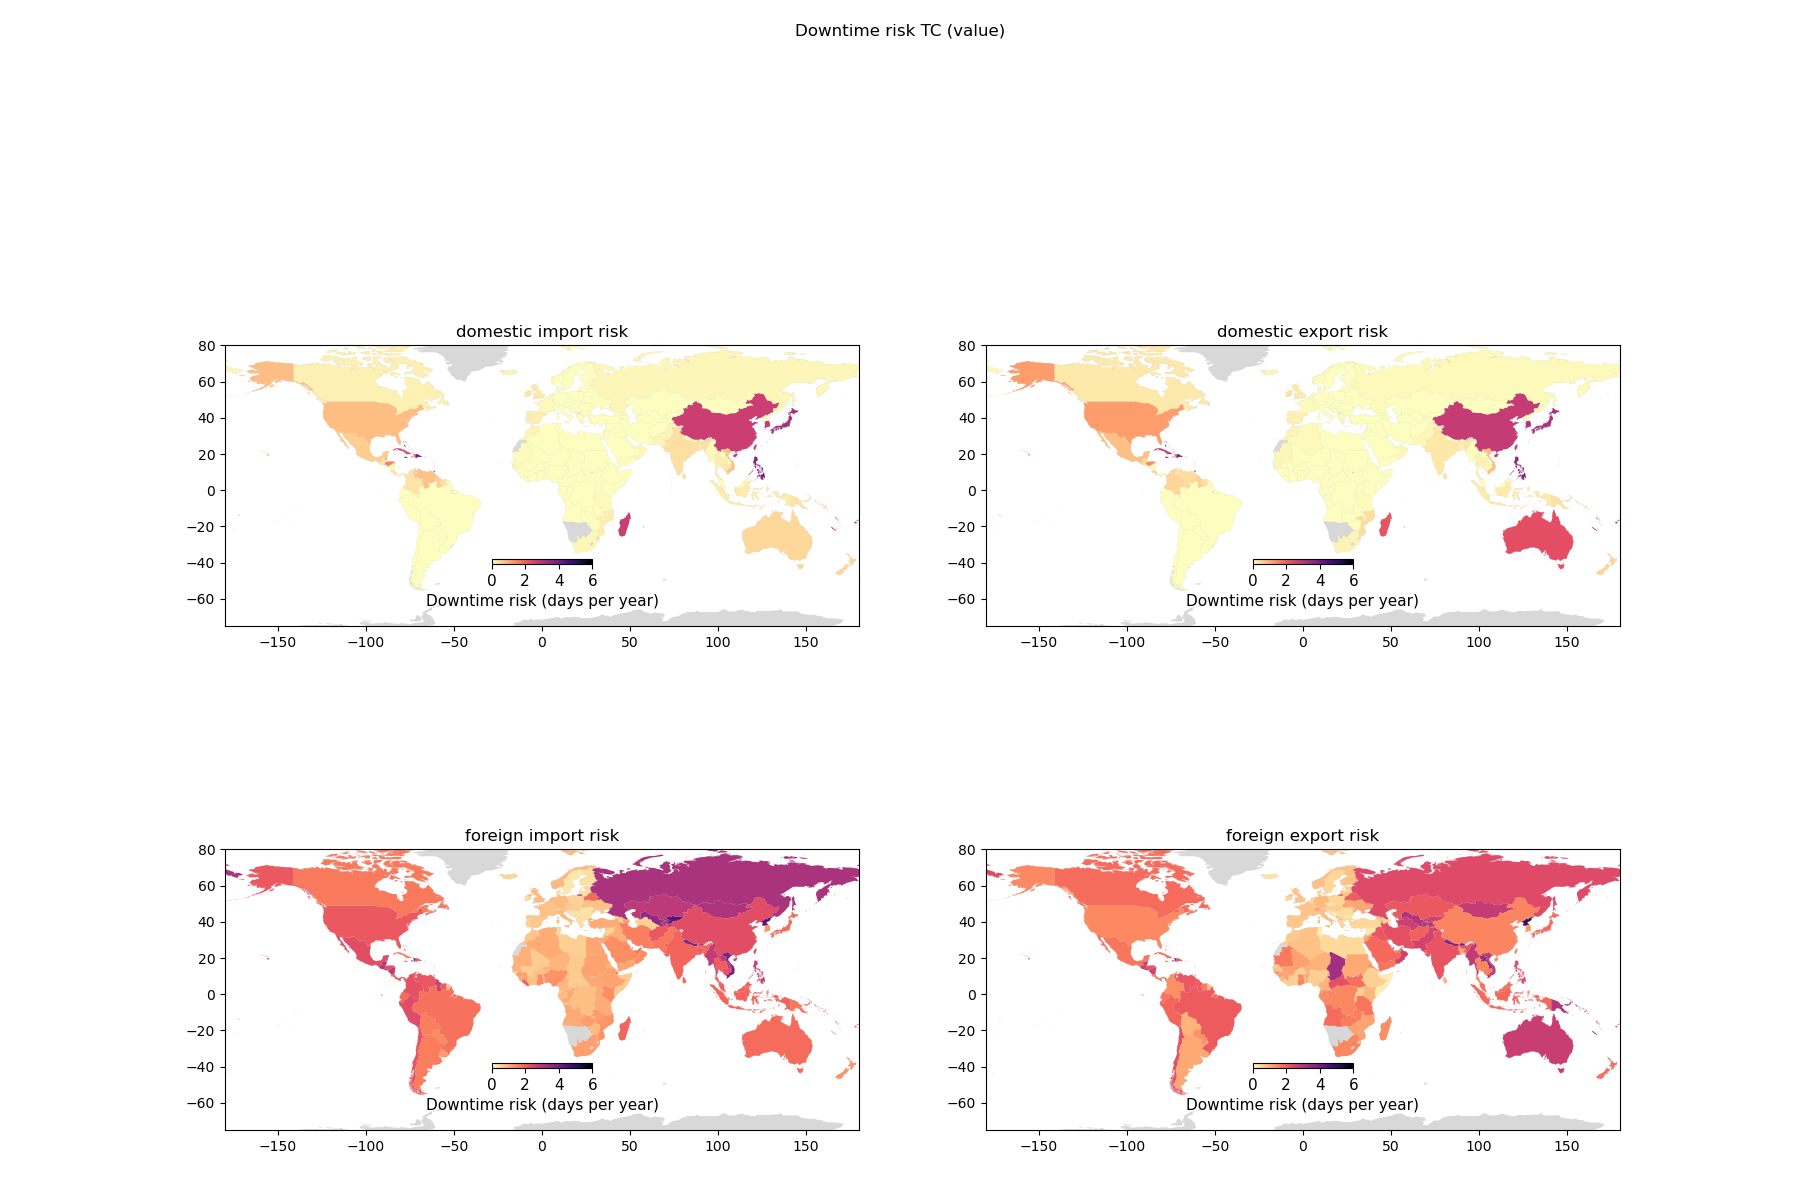 Downtime risk TC (value)
domestic import risk
80
60
40
20
0
−20
−40
−60
−150 −100 −50 0 50 100 150
0 2 4 6
Downtime risk (days per year)
domestic export risk
80
60
40
20
0
−20
−40
−60
−150 −100 −50 0 50 100 150
0 2 4 6
Downtime risk (days per year)
foreign import risk
80
60
40
20
0
−20
−40
−60
−150 −100 −50 0 50 100 150
0 2 4 6
Downtime risk (days per year)
foreign export risk
80
60
40
20
0
−20
−40
−60
−150 −100 −50 0 50 100 150
0 2 4 6
Downtime risk (days per year)